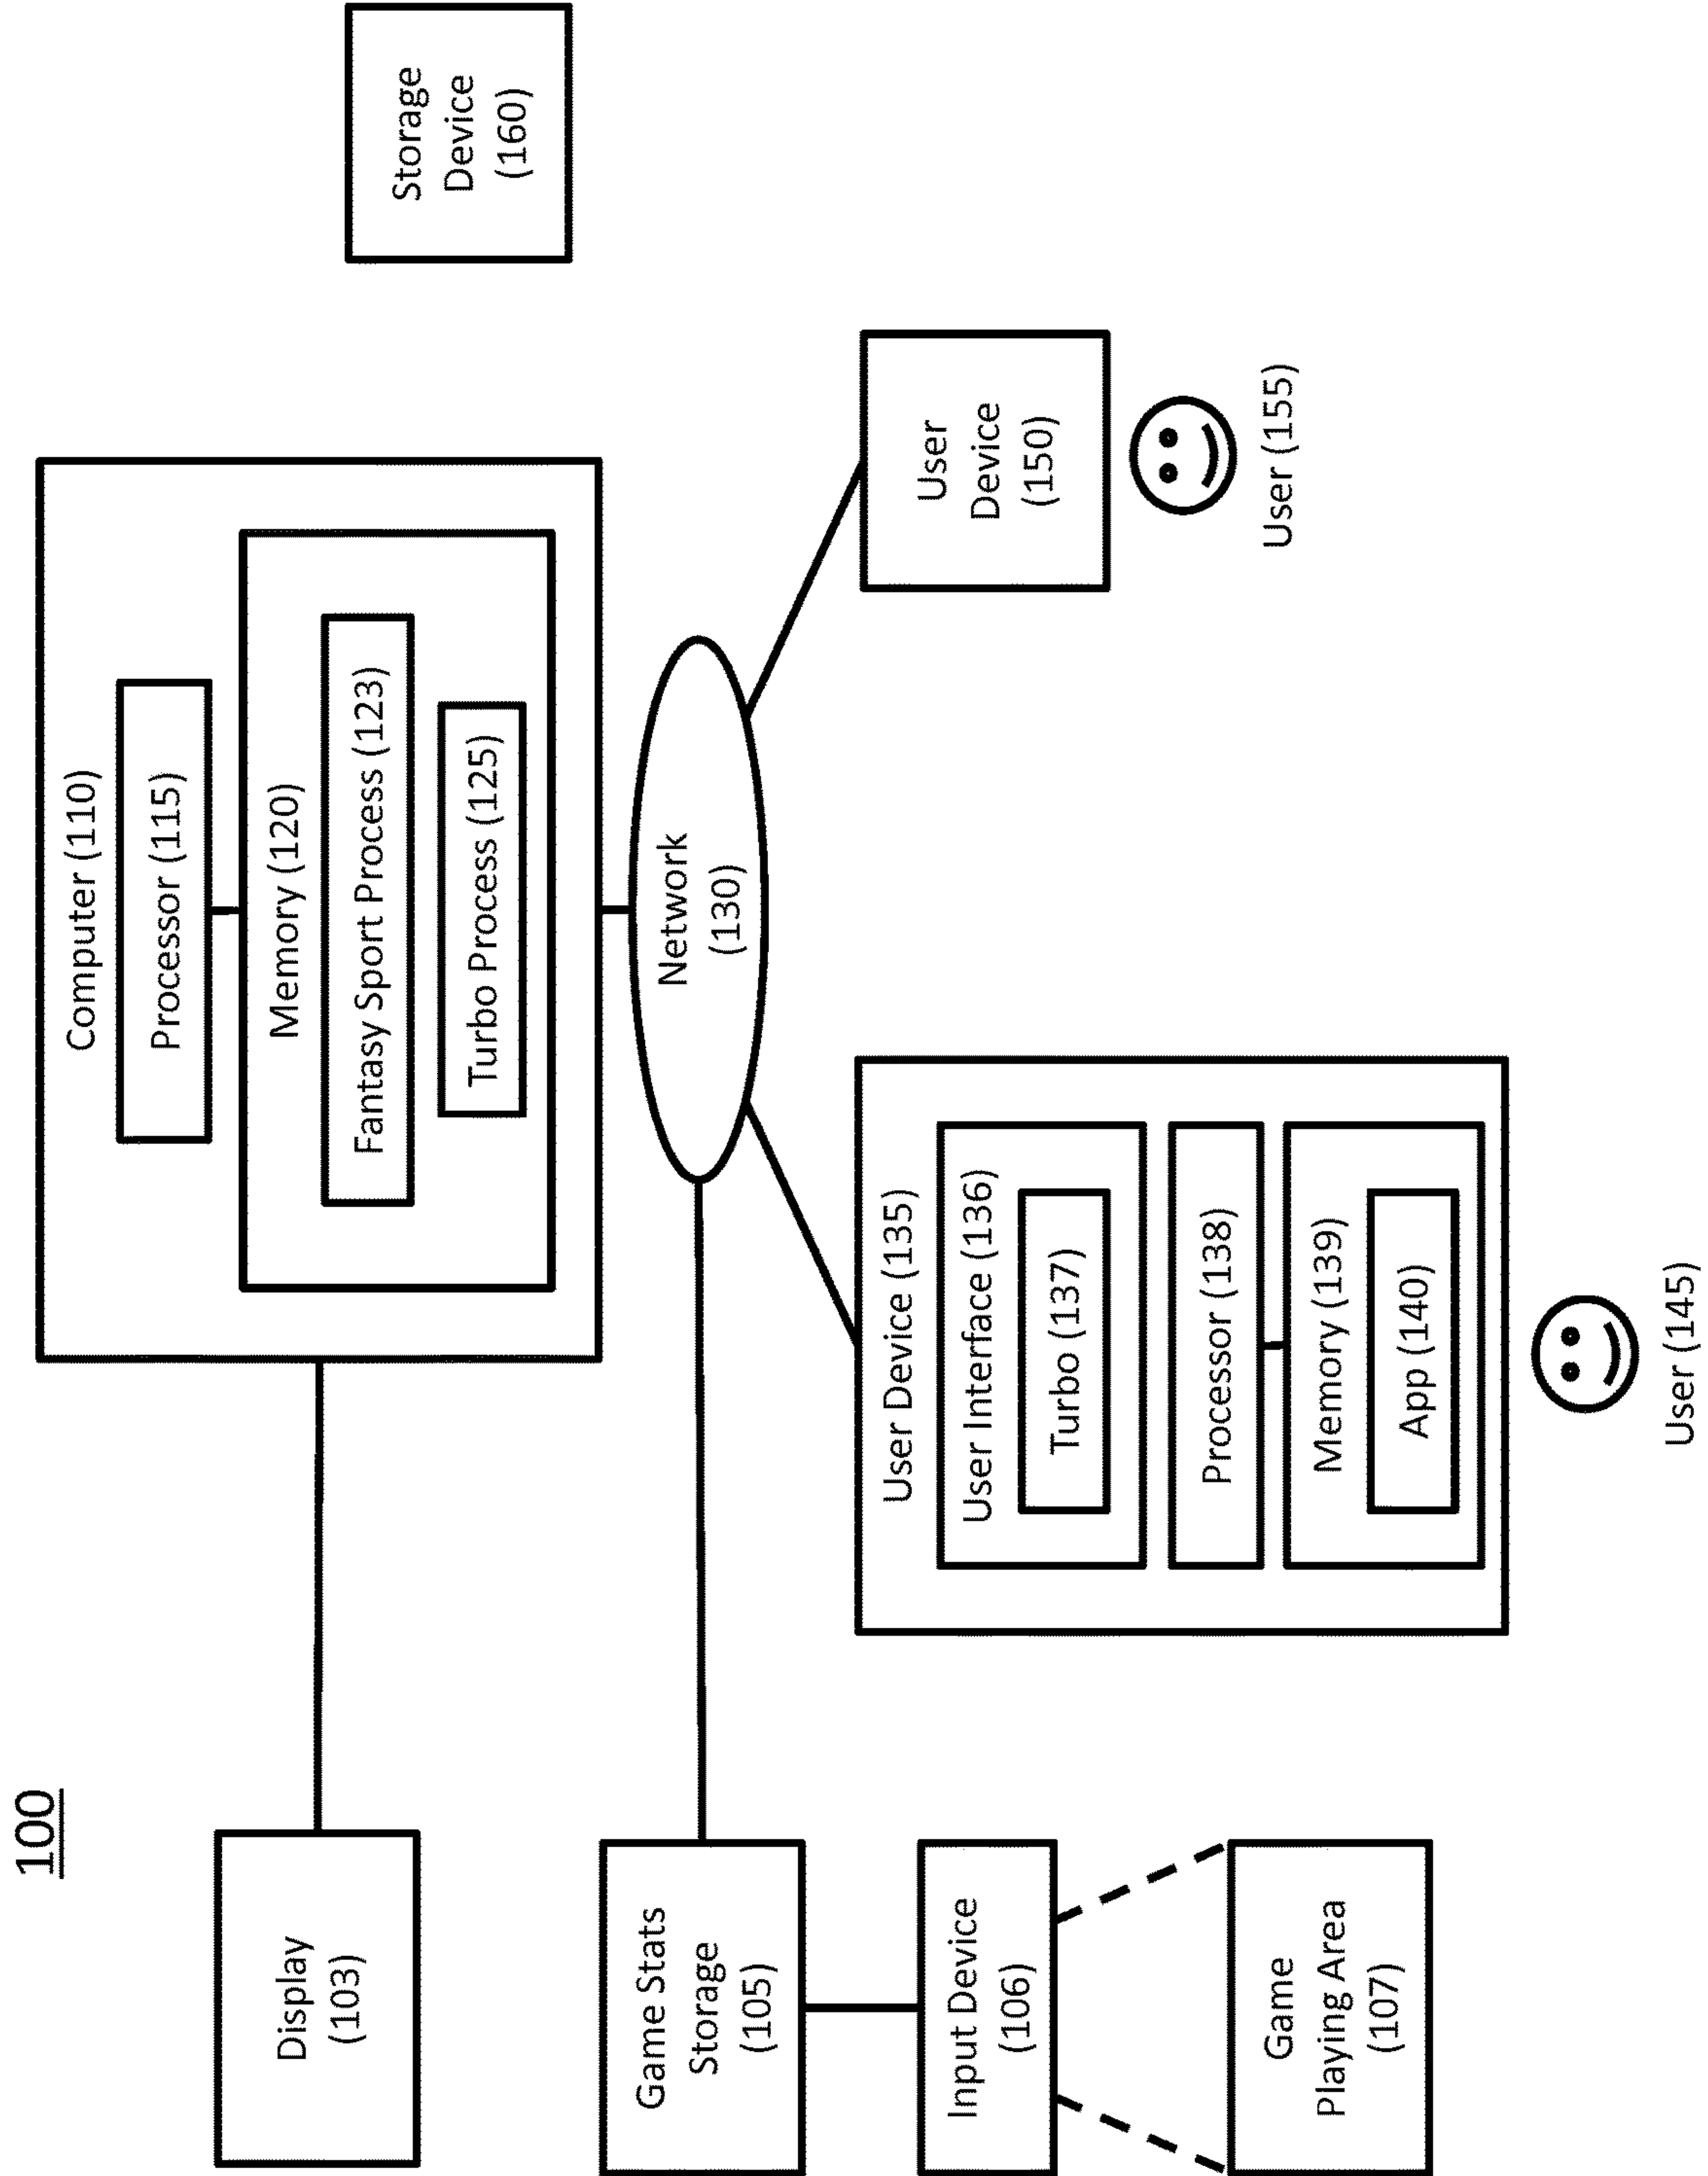 100
Display
(103)
Game Stats
Storage
(105)
Input Device
(106)
Game
Playing Area
(107)
Computer (110)
Processor (115)
Memory (120)
Fantasy Sport Process (123)
Turbo Process (125)
Network
(130)
User Device (135)
User Interface (136)
Turbo (137)
Processor (138)
Memory (139)
App (140)
User (145)
User
Device
(150)
User (155)
Storage
Device
(160)